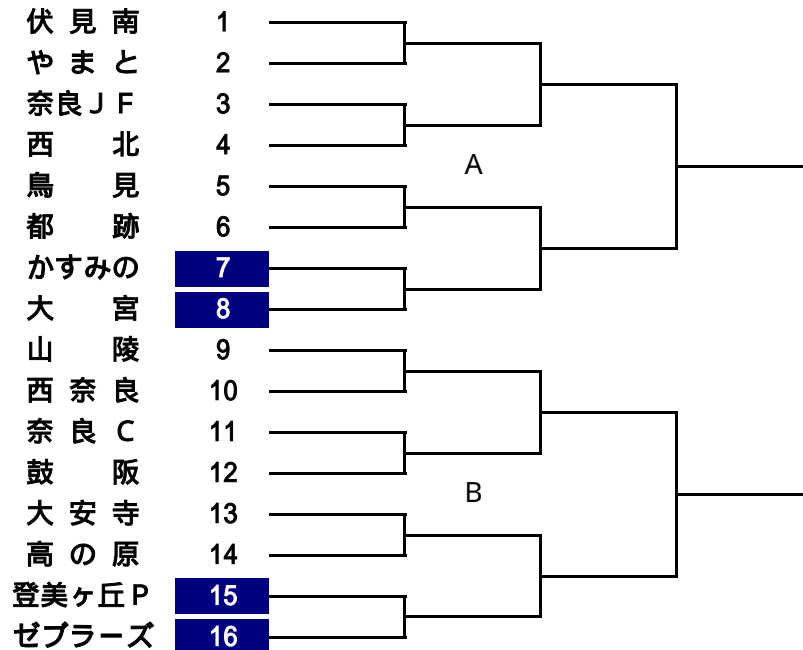 伏見南 1
やまと 2
奈良ＪＦ 3
西北 4
A
鳥見 5
都跡 6
かすみの 7
大宮 8
山陵 9
西奈良 10
奈良Ｃ 11
鼓阪 12
B
大安寺 13
高の原 14
登美ヶ丘Ｐ 15
ゼブラーズ 16